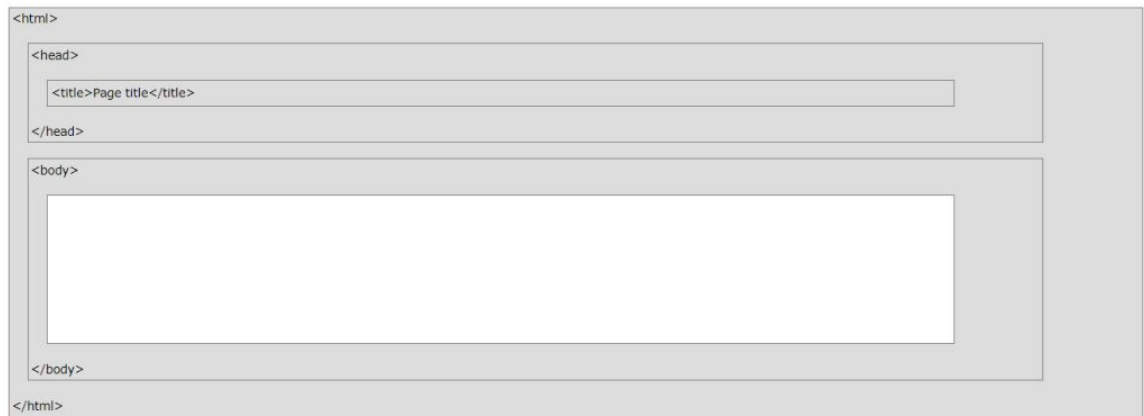 <html>
<head>
<title>Page title</title>
</head>
<body>
</body>
</html>